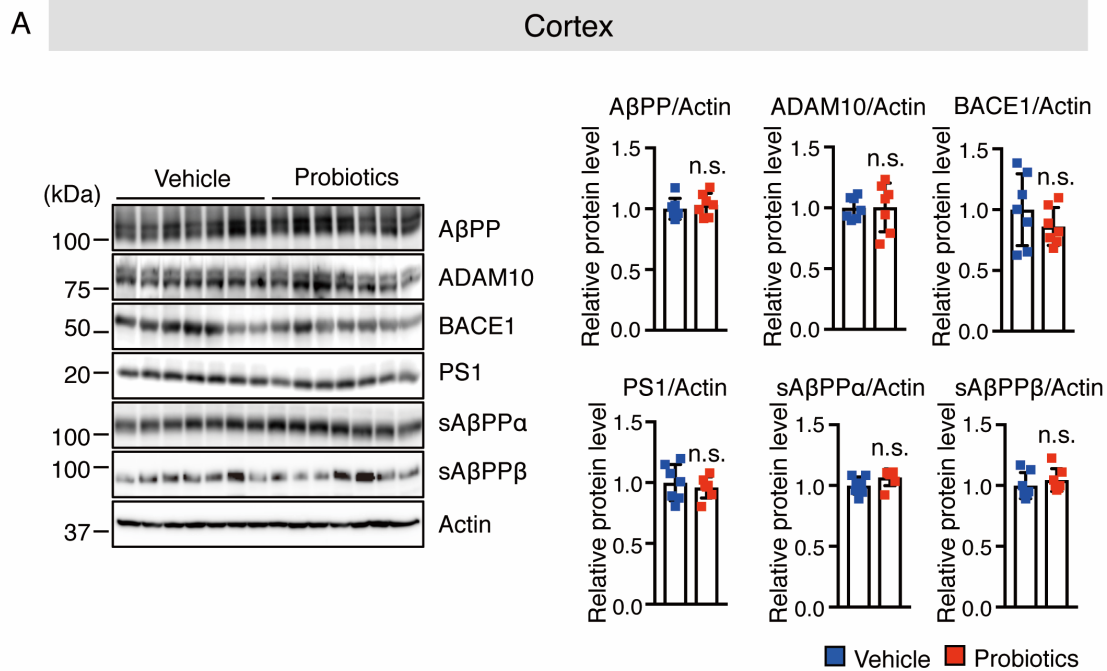 A
Cortex
Vehicle Probiotics
(kDa)
100 AβPP
75 ADAM10
50 BACE1
20 PS1
100 sAβPPα
100 sAβPPβ
37 Actin
AβPP/Actin
Relative protein level
1.5
1.0
0.5
0.0
n.s.
ADAM10/Actin
Relative protein level
1.5
1.0
0.5
0.0
n.s.
BACE1/Actin
Relative protein level
1.5
1.0
0.5
0.0
n.s.
PS1/Actin
Relative protein level
1.5
1.0
0.5
0.0
n.s.
sAβPPα/Actin
Relative protein level
1.5
1.0
0.5
0.0
n.s.
sAβPPβ/Actin
Relative protein level
1.5
1.0
0.5
0.0
n.s.
Vehicle Probiotics